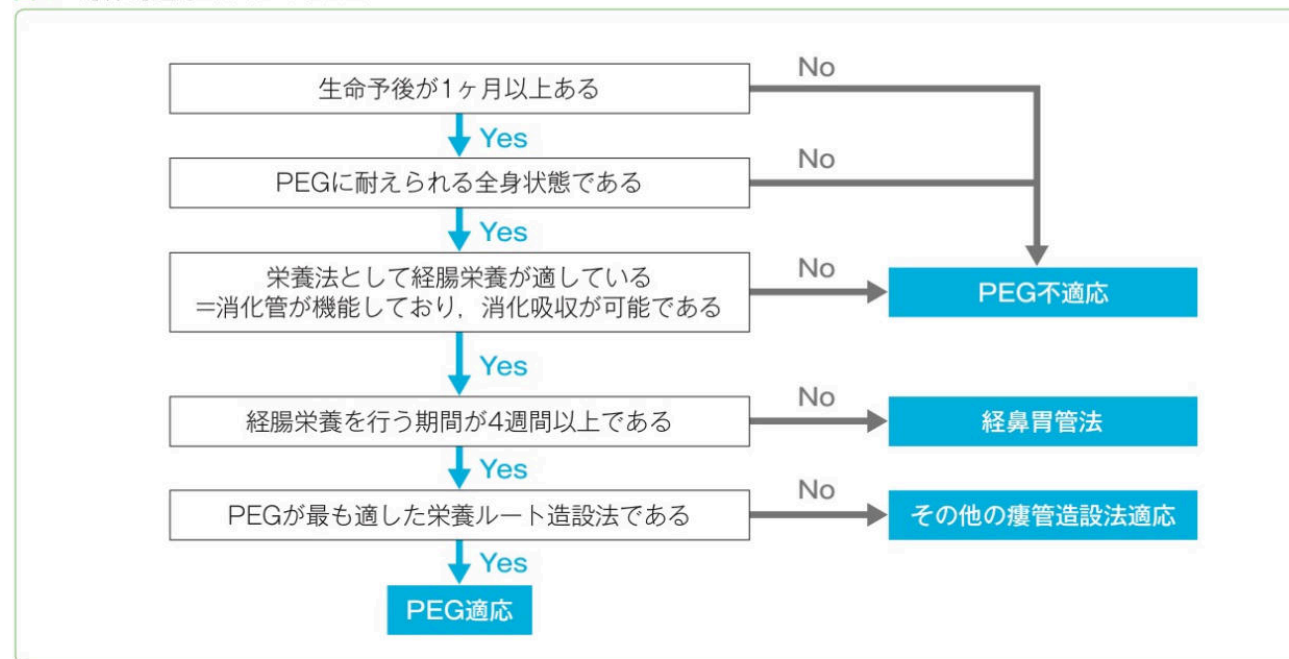 生命予後が1ヶ月以上ある
No
Yes
PEGに耐えられる全身状態である
No
Yes
栄養法として経腸栄養が適している
=消化管が機能しており,消化吸収が可能である
No
PEG不適応
Yes
経腸栄養を行う期間が4週間以上である
No
経鼻胃管法
Yes
PEGが最も適した栄養ルート造設法である
No
その他の瘻管造設法適応
Yes
PEG適応